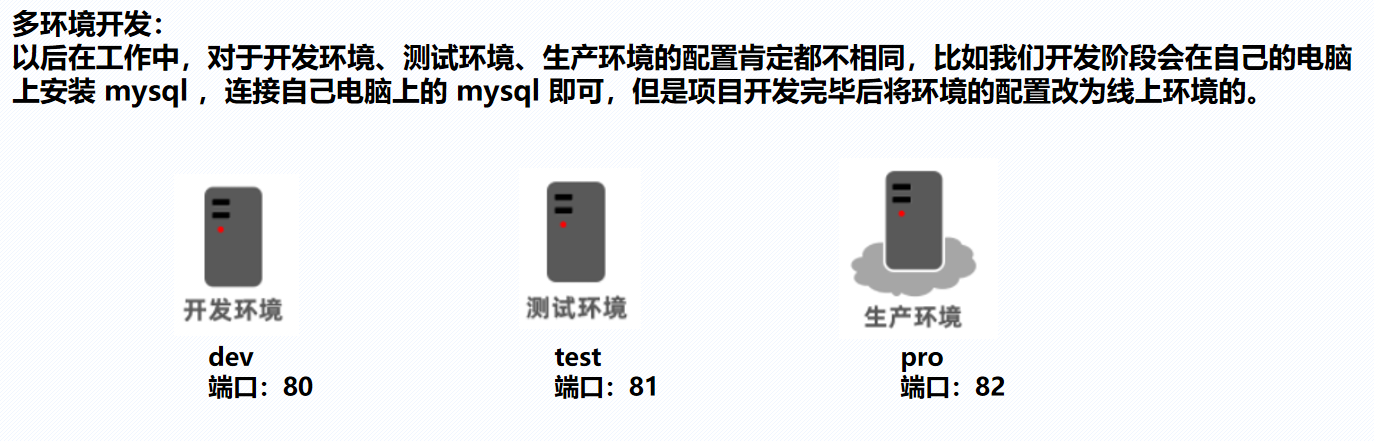 多环境开发：
以后在工作中，对于开发环境、测试环境、生产环境的配置肯定都不相同，比如我们开发阶段会在自己的电脑
上安装 mysql ，连接自己电脑上的 mysql 即可，但是项目开发完毕后将环境的配置改为线上环境的。
开发环境 测试环境 生产环境
dev test pro
端口：80 端口：81 端口：82